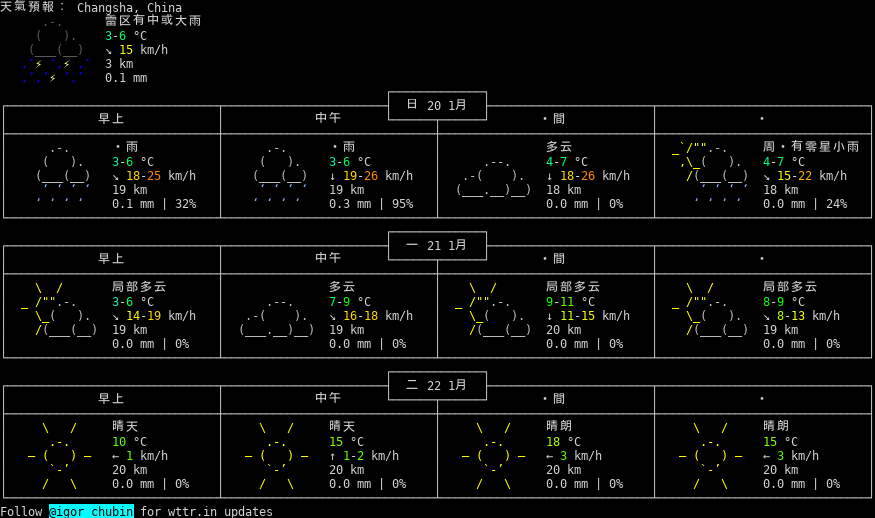 天氣預報： Changsha, China
雷区有中或大雨
3-6 °C
↘ 15 km/h
3 km
0.1 mm
日 20 1月
早上 中午 ・間 ・
・雨 ・雨 多云 周・有零星小雨
3-6 °C 3-6 °C 4-7 °C 4-7 °C
↘ 18-25 km/h ↓ 19-26 km/h ↓ 18-26 km/h ↘ 15-22 km/h
19 km 19 km 18 km 18 km
0.1 mm | 32% 0.3 mm | 95% 0.0 mm | 0% 0.0 mm | 24%
一 21 1月
早上 中午 ・間 ・
局部多云 多云 局部多云 局部多云
3-6 °C 7-9 °C 9-11 °C 8-9 °C
↘ 14-19 km/h ↘ 16-18 km/h ↓ 11-15 km/h ↘ 8-13 km/h
19 km 19 km 20 km 19 km
0.0 mm | 0% 0.0 mm | 0% 0.0 mm | 0% 0.0 mm | 0%
二 22 1月
早上 中午 ・間 ・
晴天 晴天 晴朗 晴朗
10 °C 15 °C 18 °C 15 °C
← 1 km/h ↑ 1-2 km/h ← 3 km/h ← 3 km/h
20 km 20 km 20 km 20 km
0.0 mm | 0% 0.0 mm | 0% 0.0 mm | 0% 0.0 mm | 0%
Follow @igor_chubin for wttr.in updates